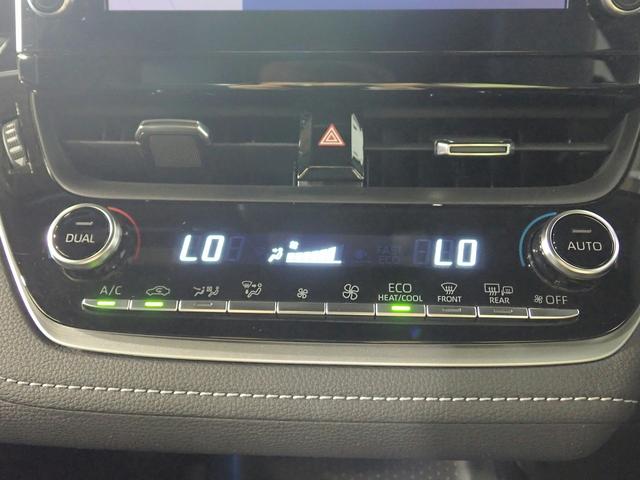 DUAL LO LO AUTO
A/C ECO HEAT/COOL FRONT REAR OFF